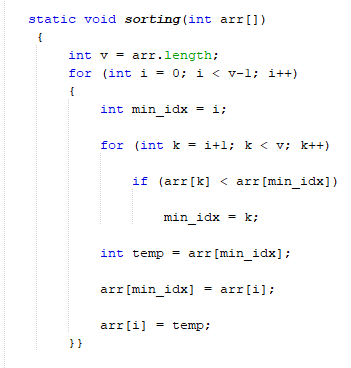 static void sorting(int arr[])
{
int v = arr.length;
for (int i = 0; i < v-1; i++)
{
int min_idx = i;
for (int k = i+1; k < v; k++)
if (arr[k] < arr[min_idx])
min_idx = k;
int temp = arr[min_idx];
arr[min_idx] = arr[i];
arr[i] = temp;
}}